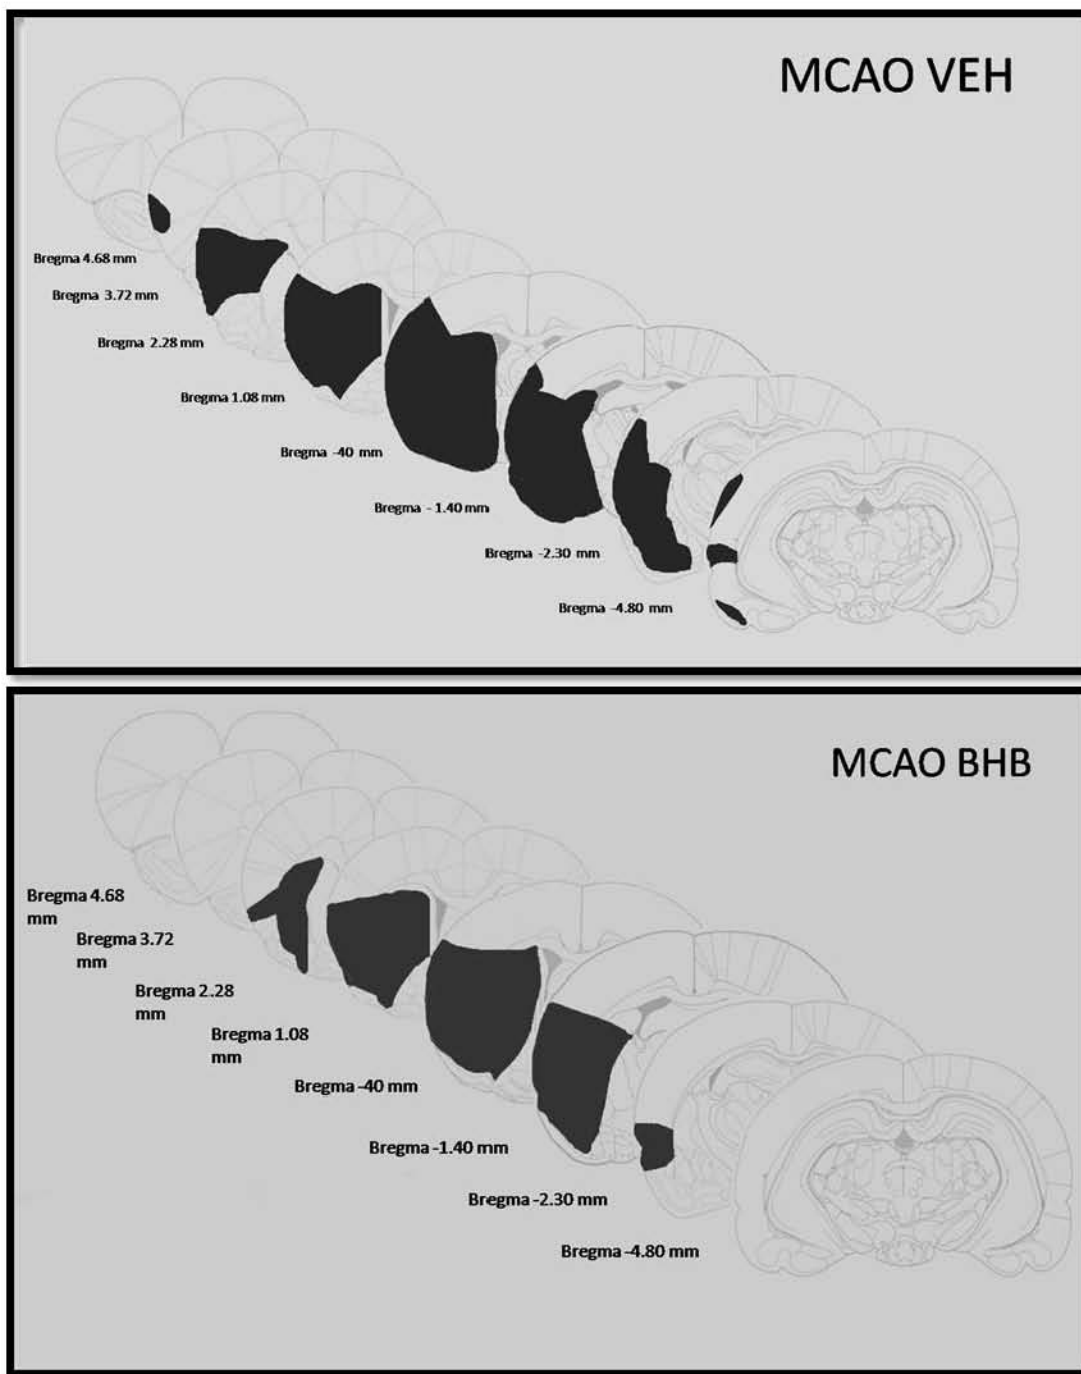 MCAO VEH
Bregma 4.68 mm
Bregma 3.72 mm
Bregma 2.28 mm
Bregma 1.08 mm
Bregma -40 mm
Bregma - 1.40 mm
Bregma -2.30 mm
Bregma -4.80 mm
MCAO BHB
Bregma 4.68
mm
Bregma 3.72
mm
Bregma 2.28
mm
Bregma 1.08
mm
Bregma -40 mm
Bregma -1.40 mm
Bregma -2.30 mm
Bregma -4.80 mm